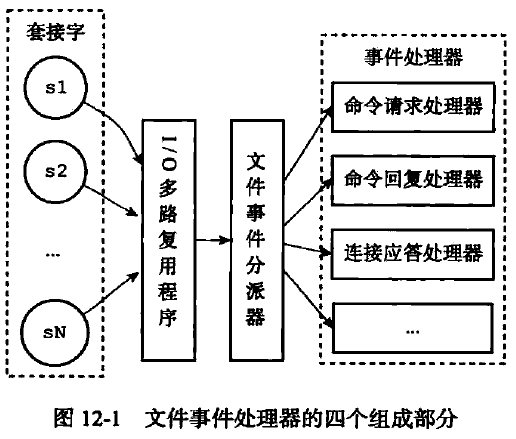 套接字
s1
s2
...
sN
I/O多路复用程序
文件事件分派器
事件处理器
命令请求处理器
命令回复处理器
连接应答处理器
...
图 12-1 文件事件处理器的四个组成部分